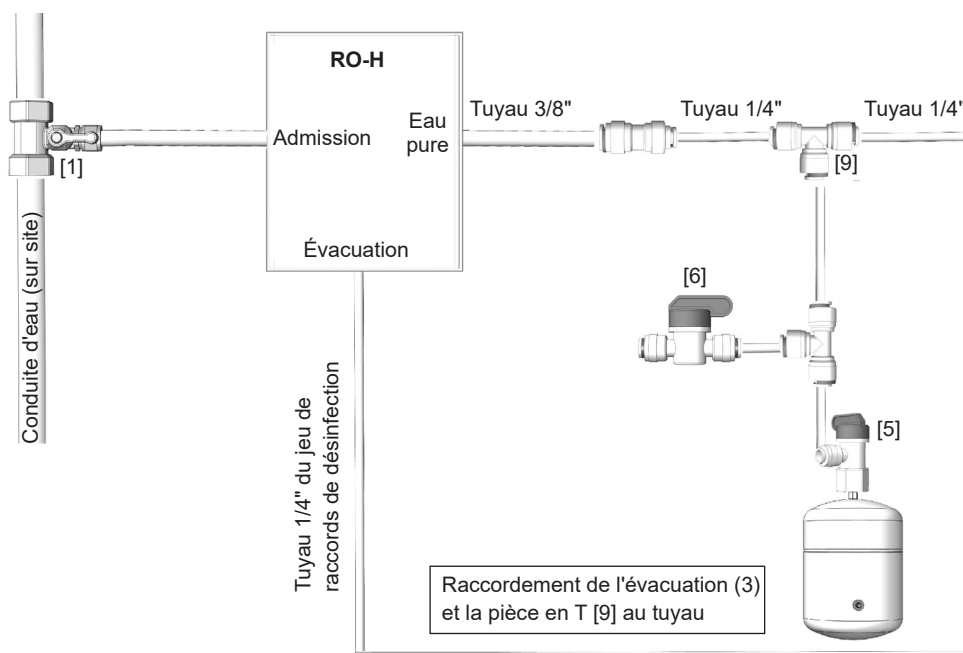 RO-H
Admission
Eau
pure
Évacuation
Tuyau 3/8"
Tuyau 1/4"
Tuyau 1/4"
[1]
[9]
Conduite d'eau (sur site)
[6]
[5]
Tuyau 1/4" du jeu de
raccords de désinfection
Raccordement de l'évacuation (3)
et la pièce en T [9] au tuyau